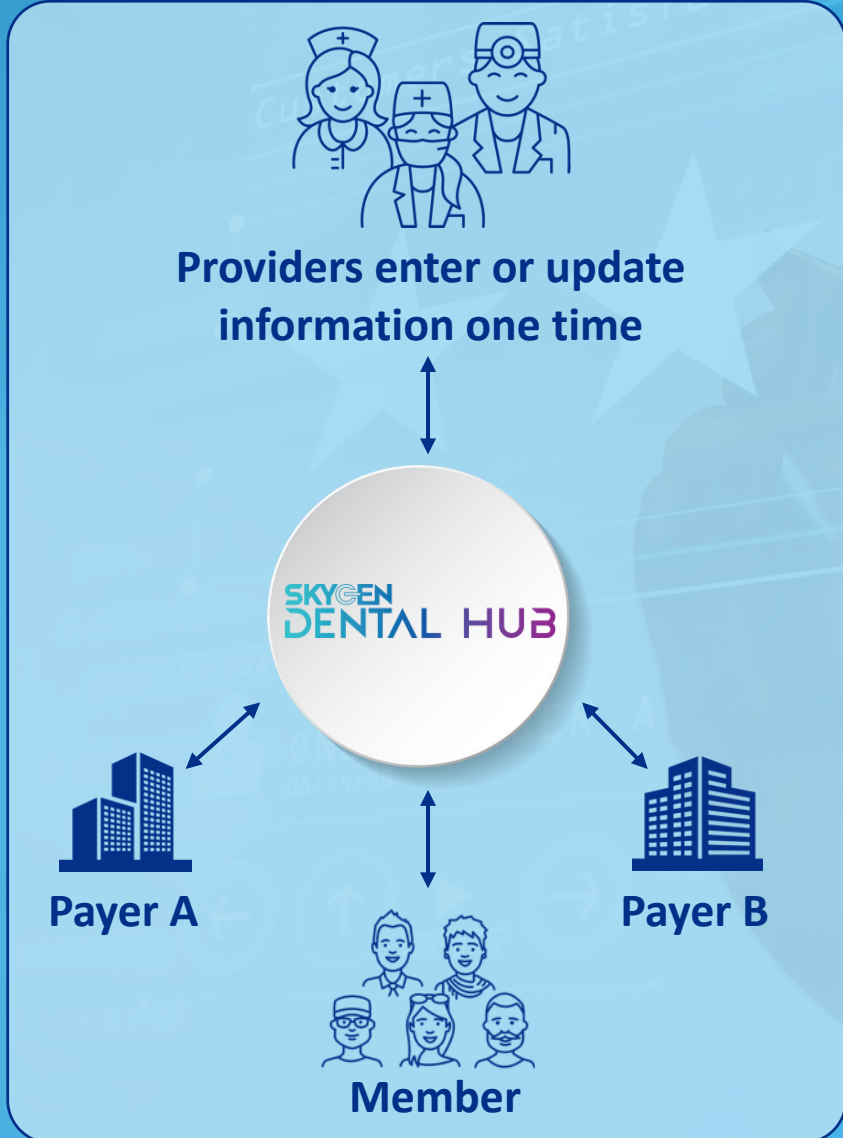 Providers enter or update
information one time
SKYGEN
DENTAL HUB
Payer A
Payer B
Member